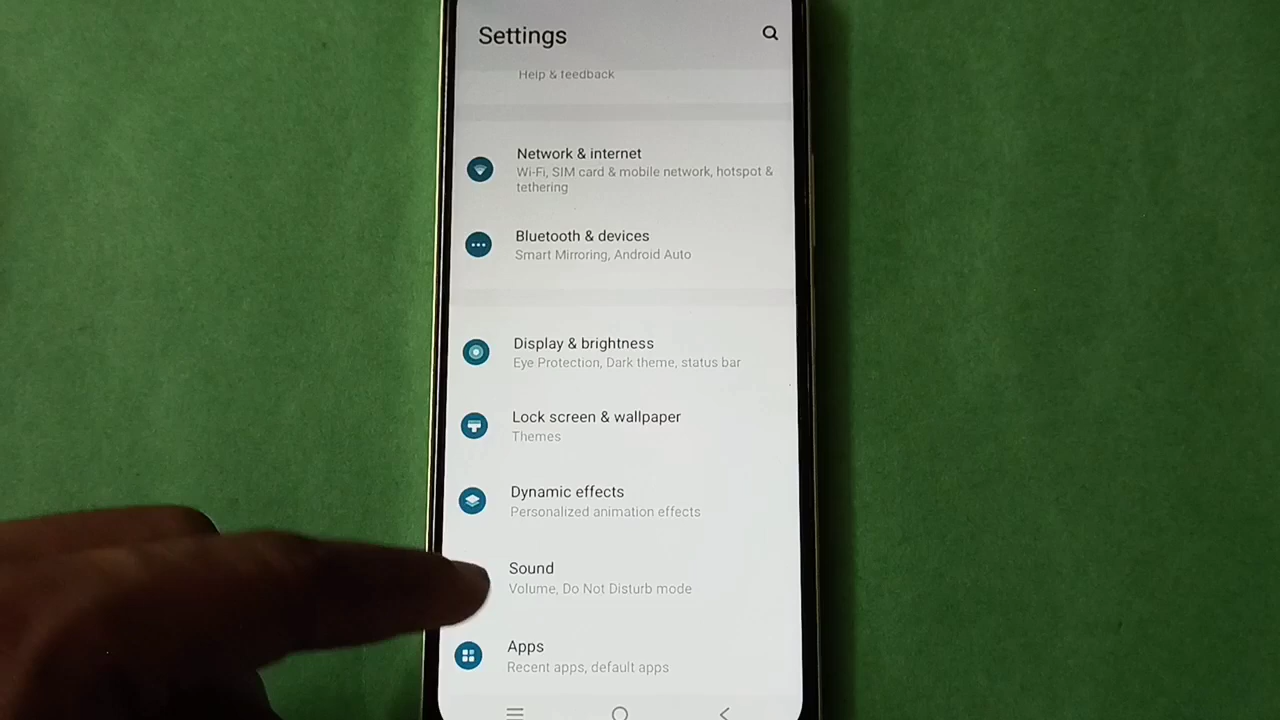 Settings
Help & feedback
Network & internet
Wi-Fi, SIM card & mobile network, hotspot &
tethering
Bluetooth & devices
Smart Mirroring, Android Auto
Display & brightness
Eye Protection, Dark theme, status bar
Lock screen & wallpaper
Themes
Dynamic effects
Personalized animation effects
Sound
Volume, Do Not Disturb mode
Apps
Recent apps, default apps